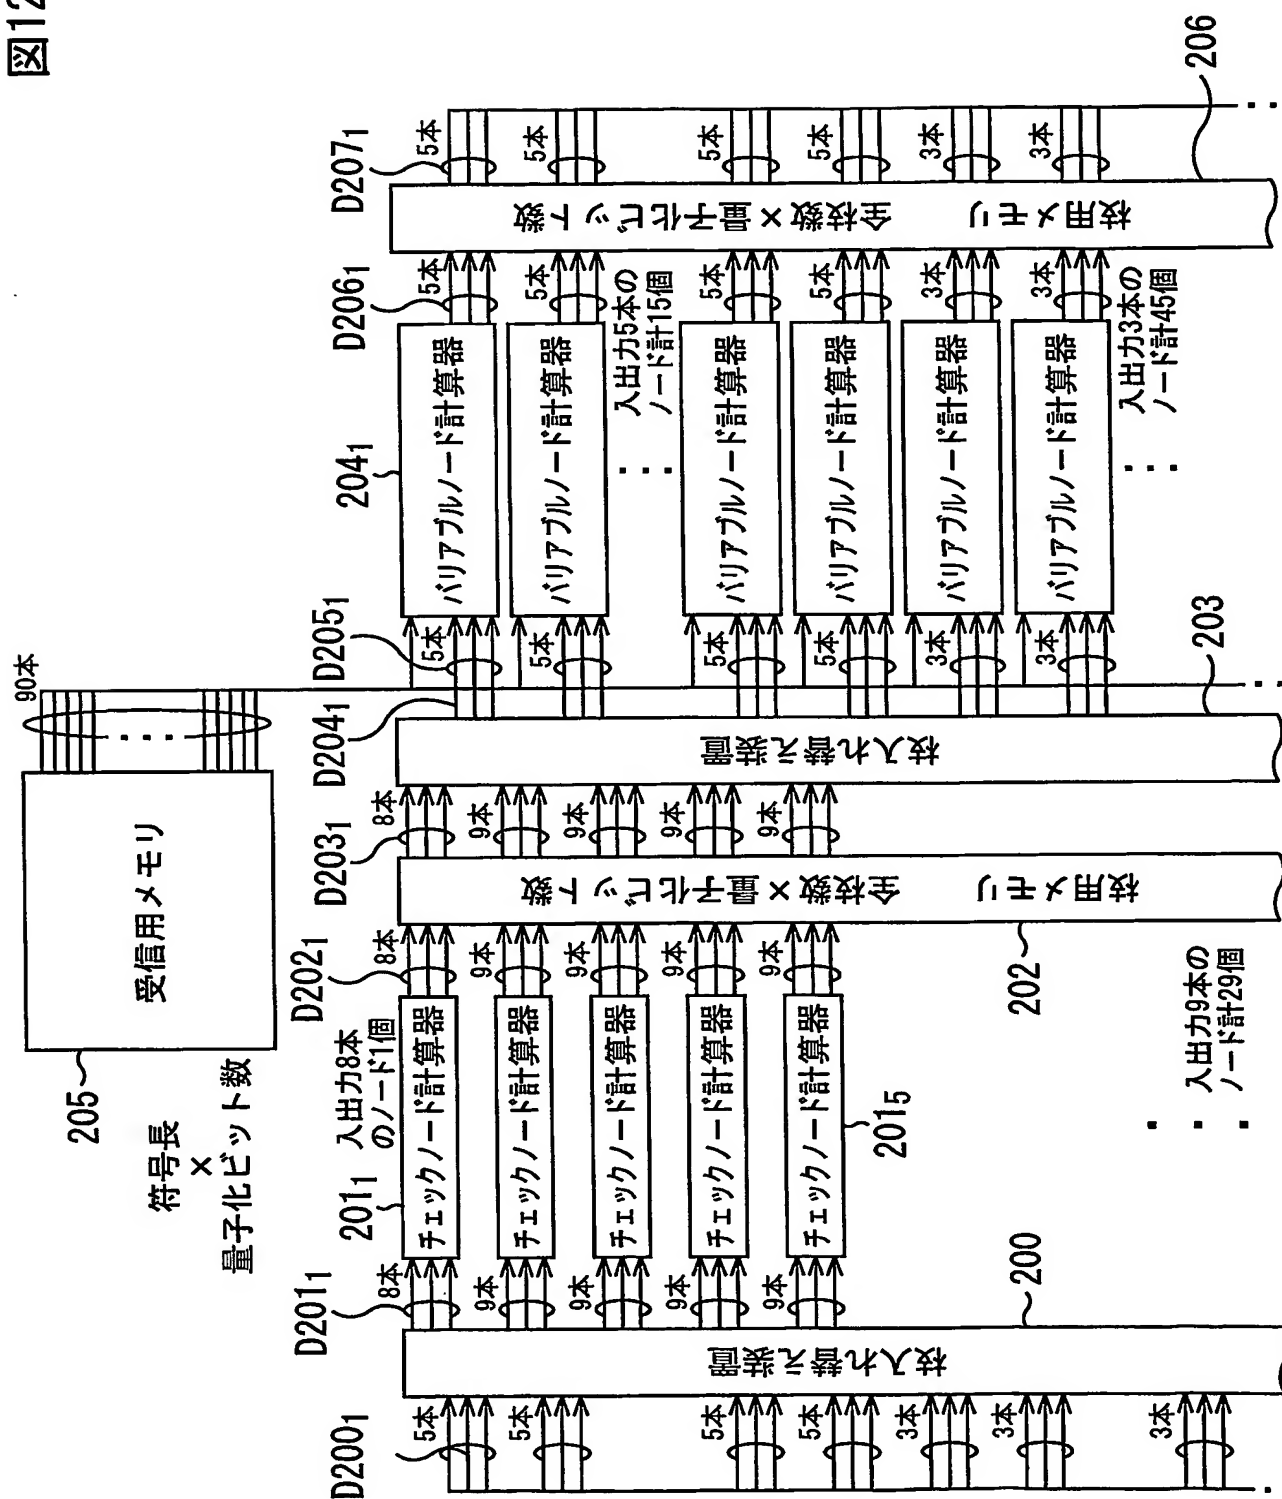 図12
90本
205
受信用メモリ
符号長
×
量子化ビット数
D200₁
5本
5本
5本
5本
3本
3本
3本
枝入れ替え装置
200
D201₁
8本
9本
9本
9本
9本
入出力8本
のノード1個
201₁
チェックノード計算器
チェックノード計算器
チェックノード計算器
チェックノード計算器
チェックノード計算器
201₅
入出力9本の
ノード計29個
D202₁
8本
9本
9本
9本
9本
枝用メモリ 全枝数×量子化ビット数
202
D203₁
8本
9本
9本
9本
9本
枝入れ替え装置
203
D204₁
D205₁
5本
5本
5本
5本
3本
3本
204₁
バリアブルノード計算器
バリアブルノード計算器
入出力5本の
ノード計15個
バリアブルノード計算器
バリアブルノード計算器
バリアブルノード計算器
バリアブルノード計算器
入出力3本の
ノード計45個
D206₁
5本
5本
5本
5本
3本
3本
枝用メモリ 全枝数×量子化ビット数
206
D207₁
5本
5本
5本
5本
3本
3本